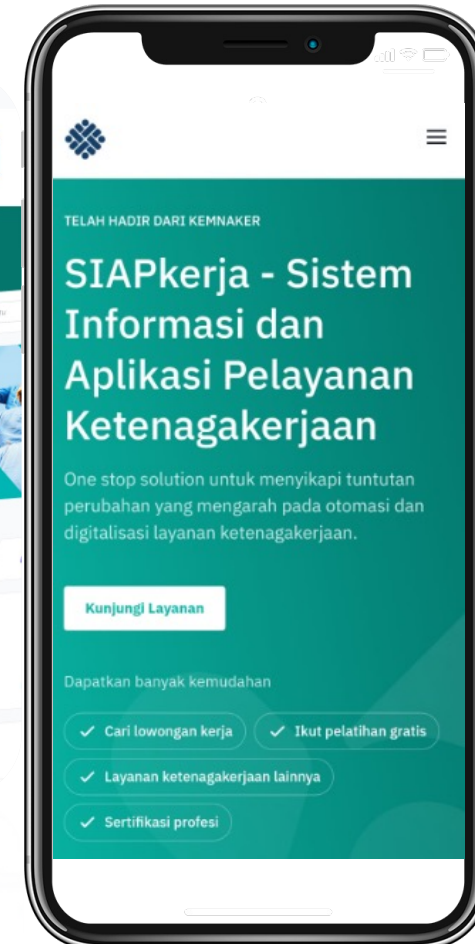 TELAH HADIR DARI KEMNAKER
SIAPkerja - Sistem
Informasi dan
Aplikasi Pelayanan
Ketenagakerjaan
One stop solution untuk menyikapi tuntutan
perubahan yang mengarah pada otomasi dan
digitalisasi layanan ketenagakerjaan.
Kunjungi Layanan
Dapatkan banyak kemudahan
Cari lowongan kerja
Ikut pelatihan gratis
Layanan ketenagakerjaan lainnya
Sertifikasi profesi